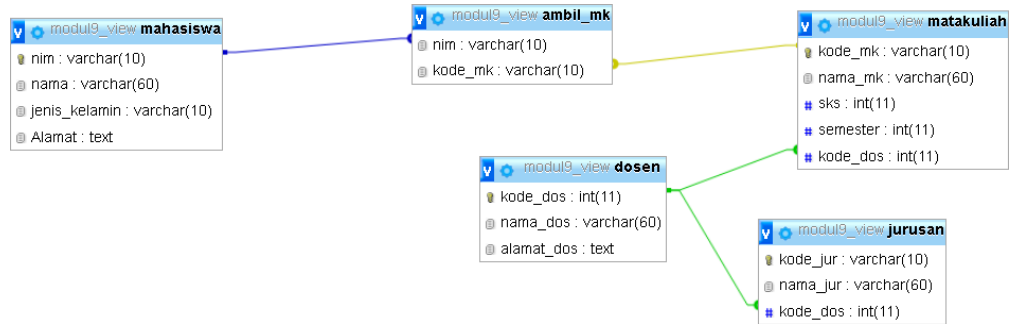 modul9_view mahasiswa
nim : varchar(10)
nama : varchar(60)
jenis_kelamin : varchar(10)
Alamat : text
modul9_view ambil_mk
nim : varchar(10)
kode_mk : varchar(10)
modul9_view matakuliah
kode_mk : varchar(10)
nama_mk : varchar(60)
# sks : int(11)
# semester : int(11)
# kode_dos : int(11)
modul9_view dosen
kode_dos : int(11)
nama_dos : varchar(60)
alamat_dos : text
modul9_view jurusan
kode_jur : varchar(10)
nama_jur : varchar(60)
# kode_dos : int(11)